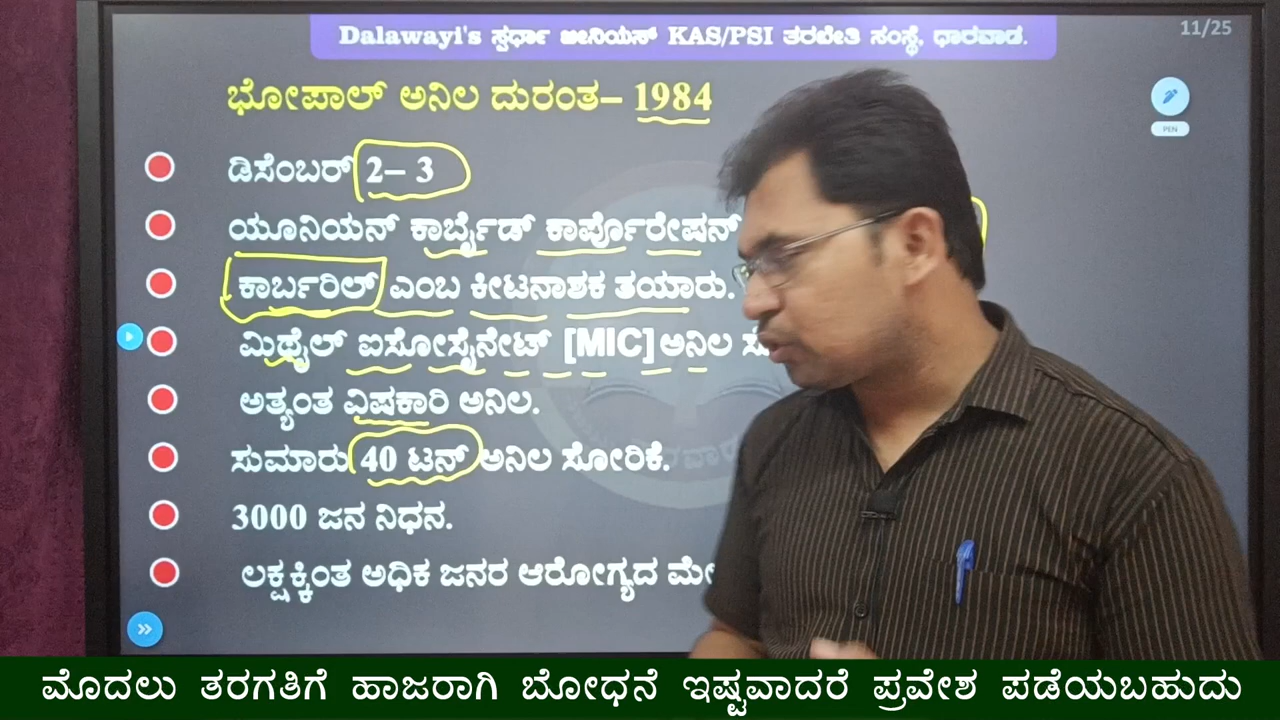 Dalawayi's ಸ್ಪರ್ಧಾ ಜೀನಿಯಸ್ KAS/PSI ತರಬೇತಿ ಸಂಸ್ಥೆ, ಧಾರವಾಡ.
11/25
ಭೋಪಾಲ್ ಅನಿಲ ದುರಂತ– 1984
PEN
ಡಿಸೆಂಬರ್ 2– 3
ಯೂನಿಯನ್ ಕಾರ್ಬೈಡ್ ಕಾರ್ಪೊರೇಷನ್
ಕಾರ್ಬರಿಲ್ ಎಂಬ ಕೀಟನಾಶಕ ತಯಾರು.
ಮಿಥೈಲ್ ಐಸೋಸೈನೇಟ್ [MIC] ಅನಿಲ
ಅತ್ಯಂತ ವಿಷಕಾರಿ ಅನಿಲ.
ಸುಮಾರು 40 ಟನ್ ಅನಿಲ ಸೋರಿಕೆ.
3000 ಜನ ನಿಧನ.
ಲಕ್ಷಕ್ಕಿಂತ ಅಧಿಕ ಜನರ ಆರೋಗ್ಯದ
ಮೊದಲು ತರಗತಿಗೆ ಹಾಜರಾಗಿ ಬೋಧನೆ ಇಷ್ಟವಾದರೆ ಪ್ರವೇಶ ಪಡೆಯಬಹುದು